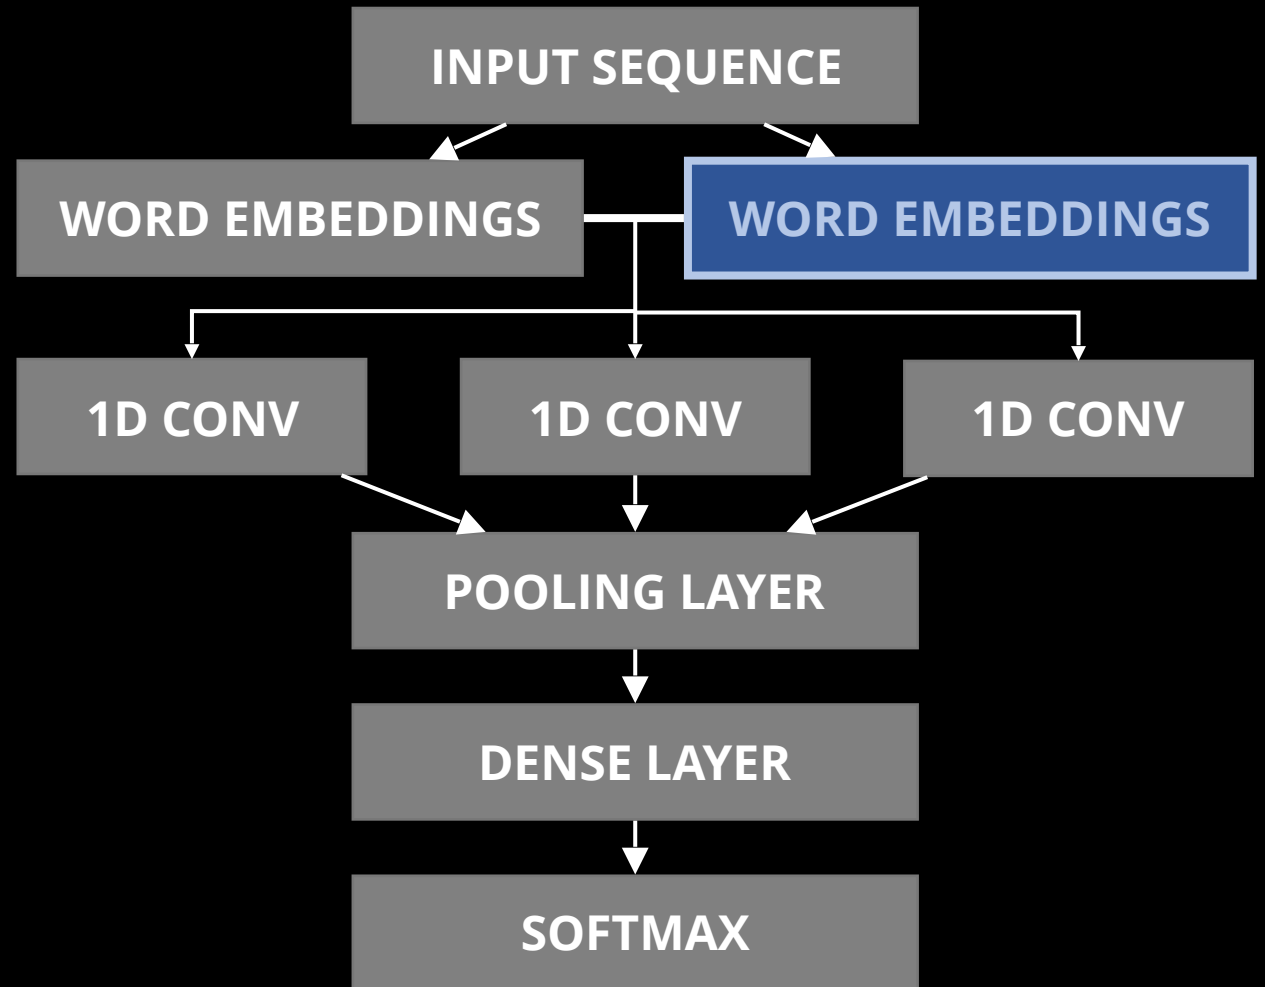 INPUT SEQUENCE
WORD EMBEDDINGS
WORD EMBEDDINGS
1D CONV
1D CONV
1D CONV
POOLING LAYER
DENSE LAYER
SOFTMAX